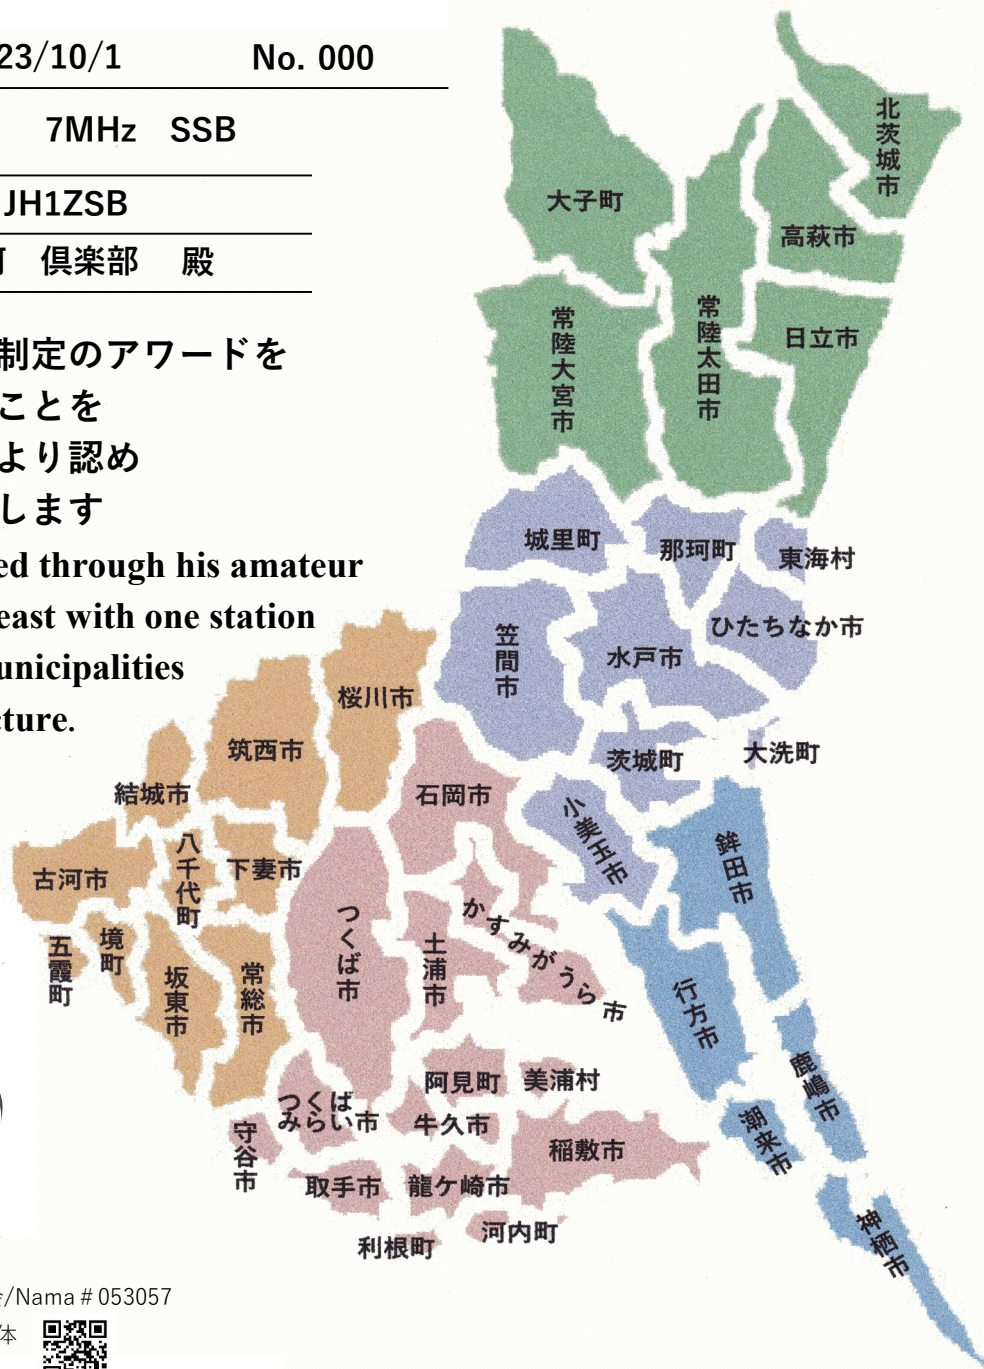 23/10/1 No. 000
7MHz SSB
JH1ZSB
倶楽部 殿
制定のアワードを
ことを
より認め
します
ed through his amateur
east with one station
unicipalities
cture.
北茨城市
大子町
高萩市
常陸大宮市
常陸太田市
日立市
城里町
那珂町
東海村
ひたちなか市
笠間市
水戸市
桜川市
筑西市
茨城町
大洗町
結城市
石岡市
小美玉市
鉾田市
八千代町
下妻市
古河市
つくば市
かすみがうら市
土浦市
五霞町
境町
坂東市
常総市
行方市
鹿嶋市
阿見町
美浦村
つくば
みらい市
牛久市
守谷市
稲敷市
潮来市
取手市
龍ケ崎市
利根町
河内町
神栖市
/Nama # 053057
体